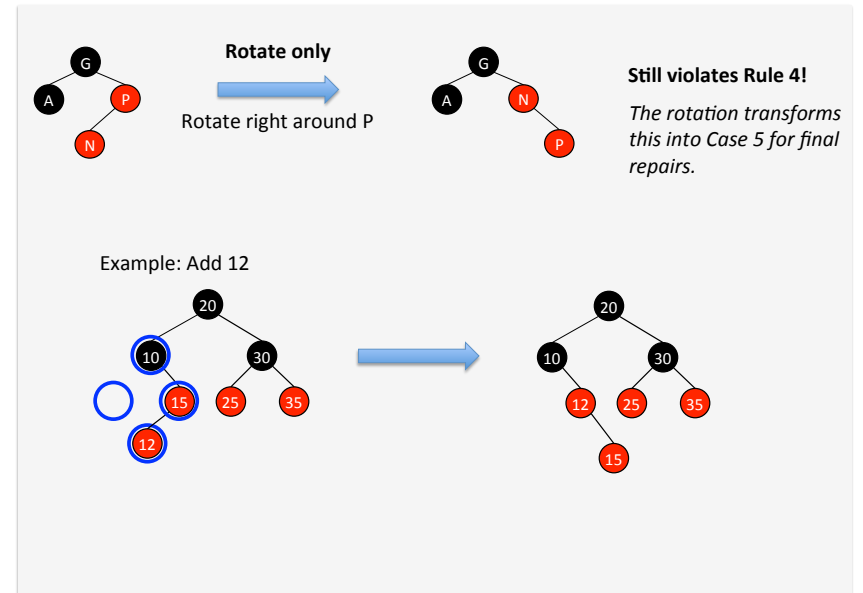 Rotate only
Rotate right around P
G
A
P
N
G
A
N
P
Still violates Rule 4!
The rotation transforms
this into Case 5 for final
repairs.
Example: Add 12
20
10
30
15
25
35
12
20
10
30
12
25
35
15